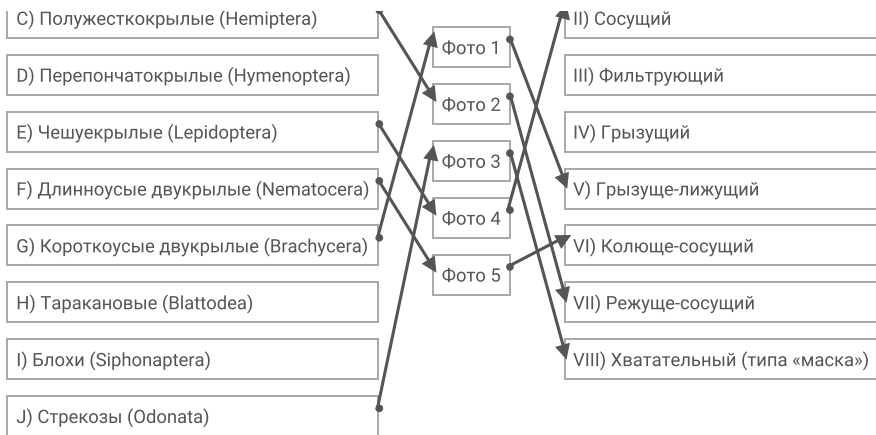 C) Полужесткокрылые (Hemiptera)
D) Перепончатокрылые (Hymenoptera)
E) Чешуекрылые (Lepidoptera)
F) Длинноусые двукрылые (Nematocera)
G) Короткоусые двукрылые (Brachycera)
H) Таракановые (Blattodea)
I) Блохи (Siphonaptera)
J) Стрекозы (Odonata)
Фото 1
Фото 2
Фото 3
Фото 4
Фото 5
II) Сосущий
III) Фильтрующий
IV) Грызущий
V) Грызуще-лижущий
VI) Колюще-сосущий
VII) Режуще-сосущий
VIII) Хватательный (типа «маска»)